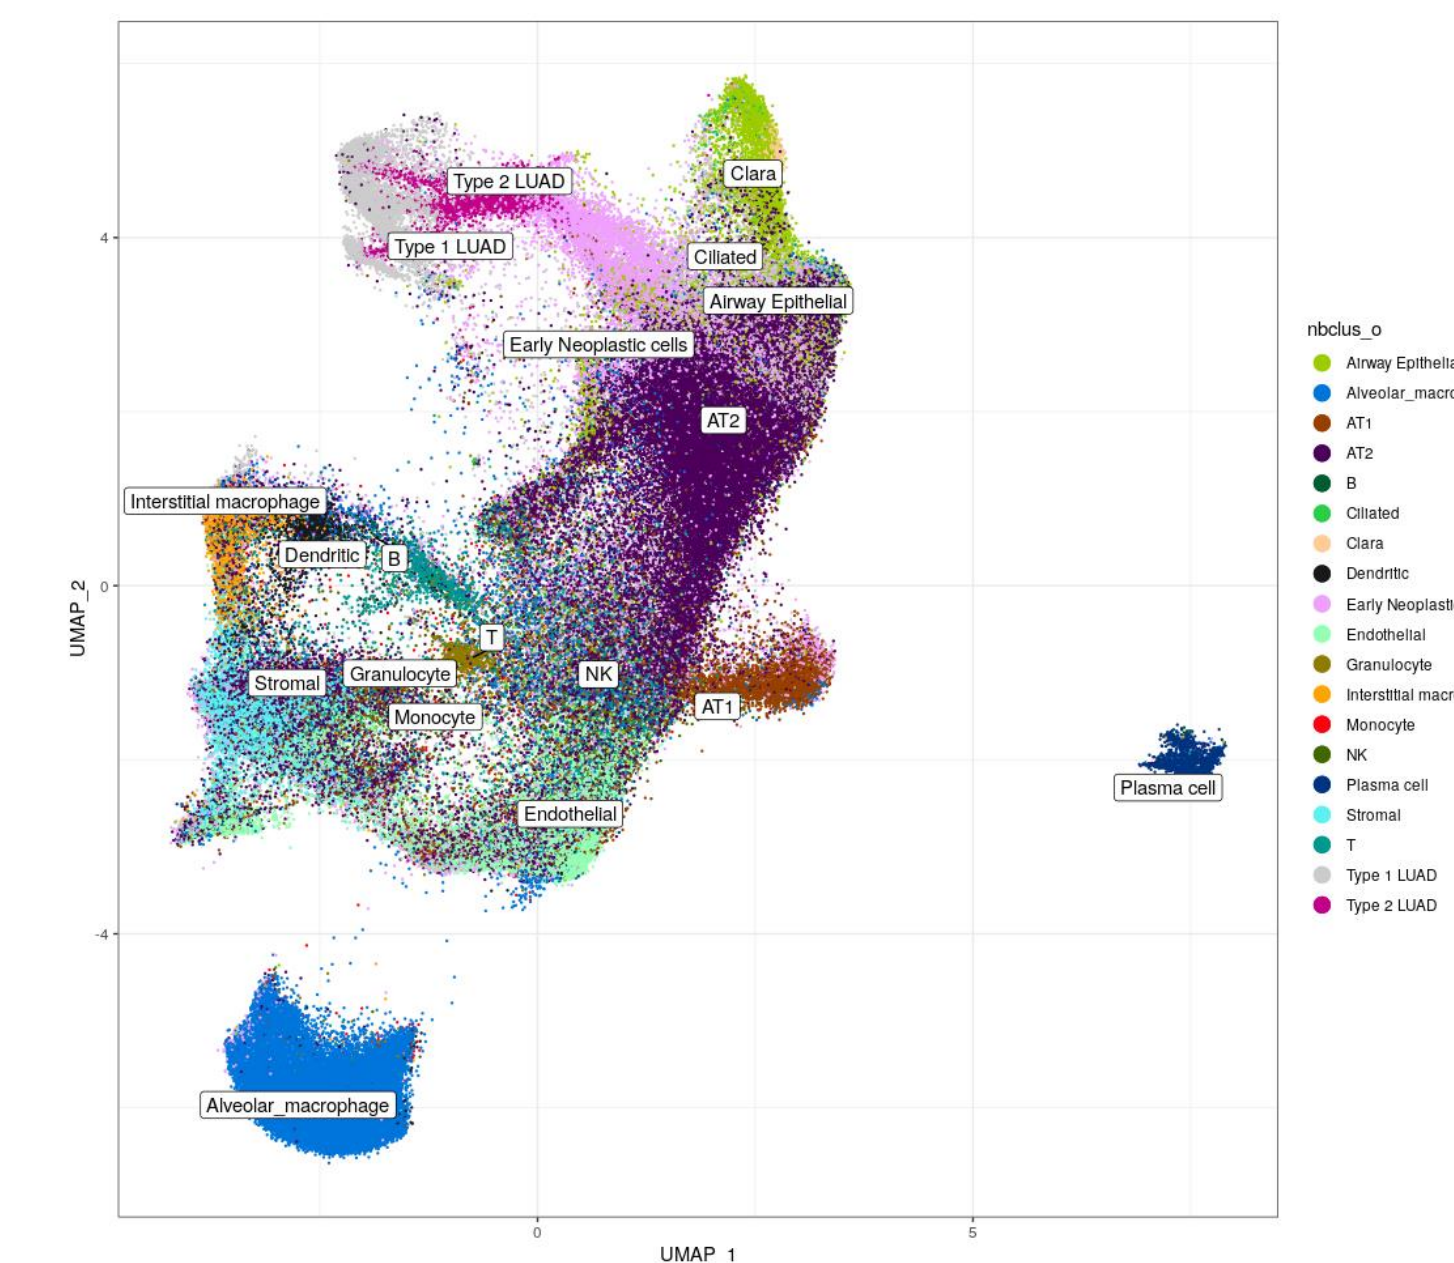 Clara
Type 2 LUAD
Type 1 LUAD
Ciliated
Airway Epithelial
Early Neoplastic cells
AT2
Interstitial macrophage
Dendritic
B
T
Stromal
Granulocyte
NK
Monocyte
AT1
Plasma cell
Endothelial
Alveolar_macrophage
4
0
-4
UMAP_2
0
5
UMAP_1
nbclus_o
Airway Epithelia
Alveolar_macro
AT1
AT2
B
Ciliated
Clara
Dendritic
Early Neoplasti
Endothelial
Granulocyte
Interstitial macr
Monocyte
NK
Plasma cell
Stromal
T
Type 1 LUAD
Type 2 LUAD